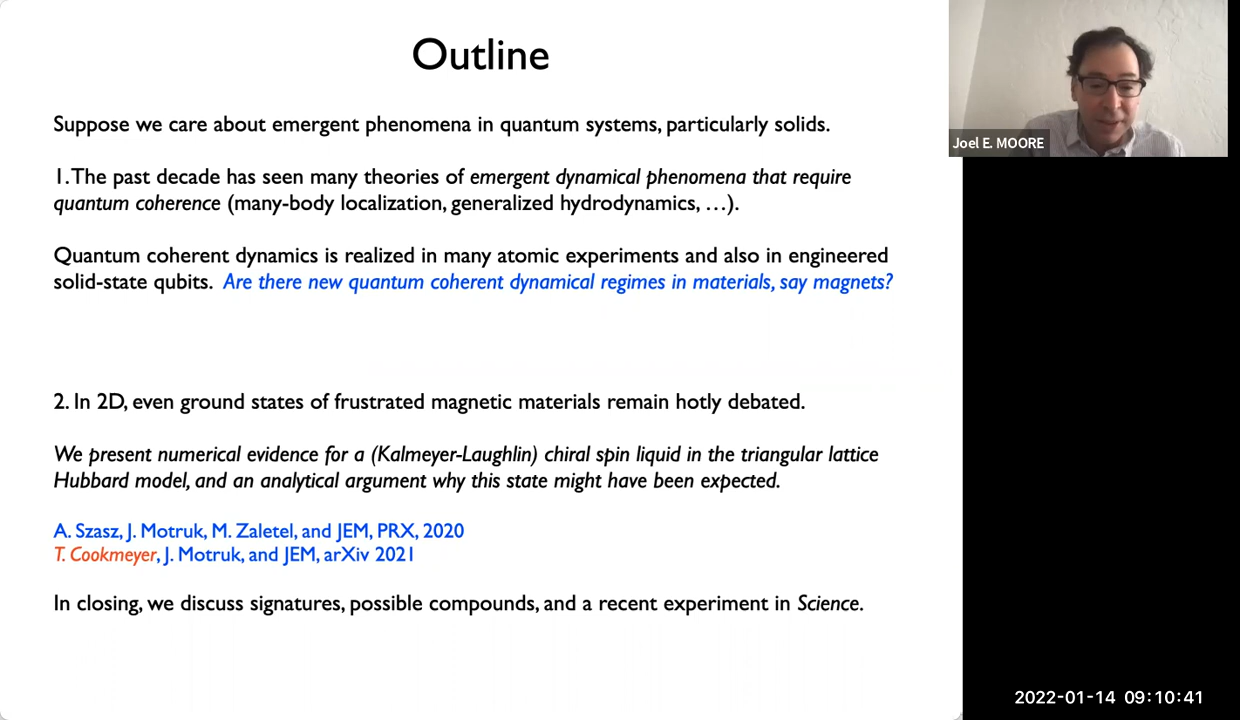 Outline
Suppose we care about emergent phenomena in quantum systems, particularly solids.
1. The past decade has seen many theories of emergent dynamical phenomena that require
quantum coherence (many-body localization, generalized hydrodynamics, …).
Quantum coherent dynamics is realized in many atomic experiments and also in engineered
solid-state qubits. Are there new quantum coherent dynamical regimes in materials, say magnets?
2. In 2D, even ground states of frustrated magnetic materials remain hotly debated.
We present numerical evidence for a (Kalmeyer-Laughlin) chiral spin liquid in the triangular lattice
Hubbard model, and an analytical argument why this state might have been expected.
A. Szasz, J. Motruk, M. Zaletel, and JEM, PRX, 2020
T. Cookmeyer, J. Motruk, and JEM, arXiv 2021
In closing, we discuss signatures, possible compounds, and a recent experiment in Science.
Joel E. MOORE
2022-01-14 09:10:41